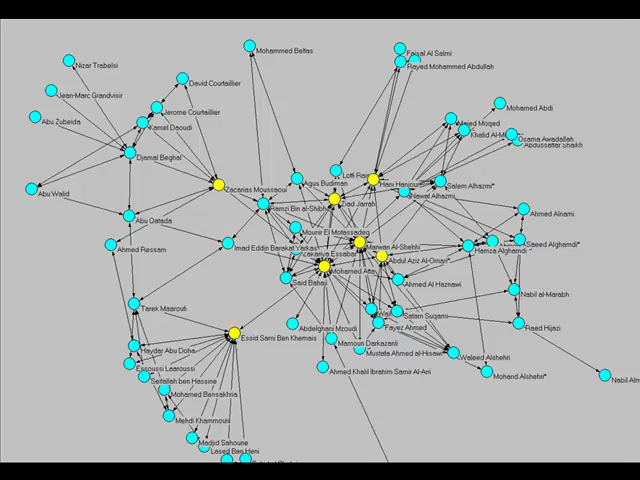 Mohammed Belfas
Faisal Al Salmi
Rayed Mohammed Abdullah
Nizar Trabelsi
David Courtaillier
Jean-Marc Grandvisir
Jerome Courtaillier
Mohamed Abdi
Abu Zubeida
Kamel Daoudi
Majed Moqed
Khalid Al-M
Osama Awadallah
Abdussattar Shaikh
Djamal Beghal
Lotfi Rai
Agus Budiman
Hani Hanjour
Salem Alhazmi*
Abu Walid
Zacarias Moussaoui
Nawaf Alhazmi
Ramzi Bin al-Shibh
Ziad Jarrah
Ahmed Alnami
Abu Qatada
Mounir El Motassadeq
Ahmed Ressam
Imad Eddin Barakat Yarkas
Zakariya Essabar
Marwan Al-Shehhi
Hamza Alghamdi
Saeed Alghamdi*
Abdul Aziz Al-Omari*
Mohamed Atta
Said Bahaji
Ahmed Al Haznawi
Nabil al-Marabh
Tarek Maaroufi
Wail
Satam Suqami
Abdelghani Mzoudi
Fayez Ahmed
Raed Hijazi
Essid Sami Ben Khemais
Mamoun Darkazanli
Haydar Abu Doha
Mustafa Ahmed al-Hisawi
Waleed Alshehri
Essoussi Laaroussi
Ahmed Khalil Ibrahim Samir Al-Ani
Mohand Alshehri*
Seifallah ben Hassine
Nabil Alm
Mohamed Bensakhria
Mehdi Khammoun
Madjid Sahoune
Lased Ben Heni